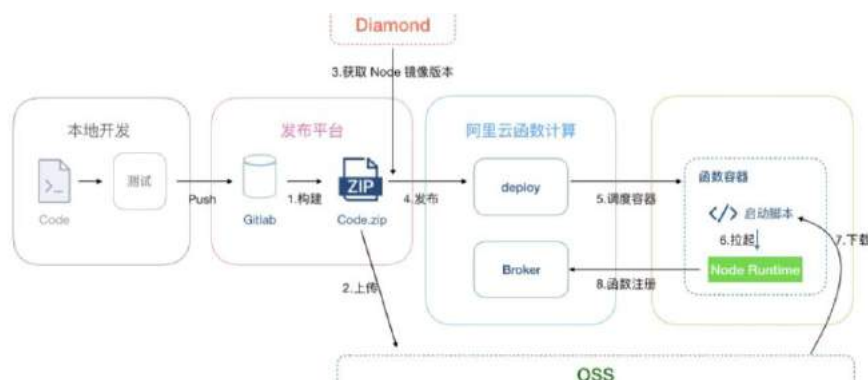 Diamond
3.获取 Node 镜像版本
本地开发
发布平台
阿里云函数计算
函数容器
测试
ZIP
deploy
</> 启动脚本
Code
Push
Gitlab
1.构建
Code.zip
4.发布
5.调度容器
6.拉起
7.下载
Broker
Node Runtime
8.函数注册
2.上传
OSS